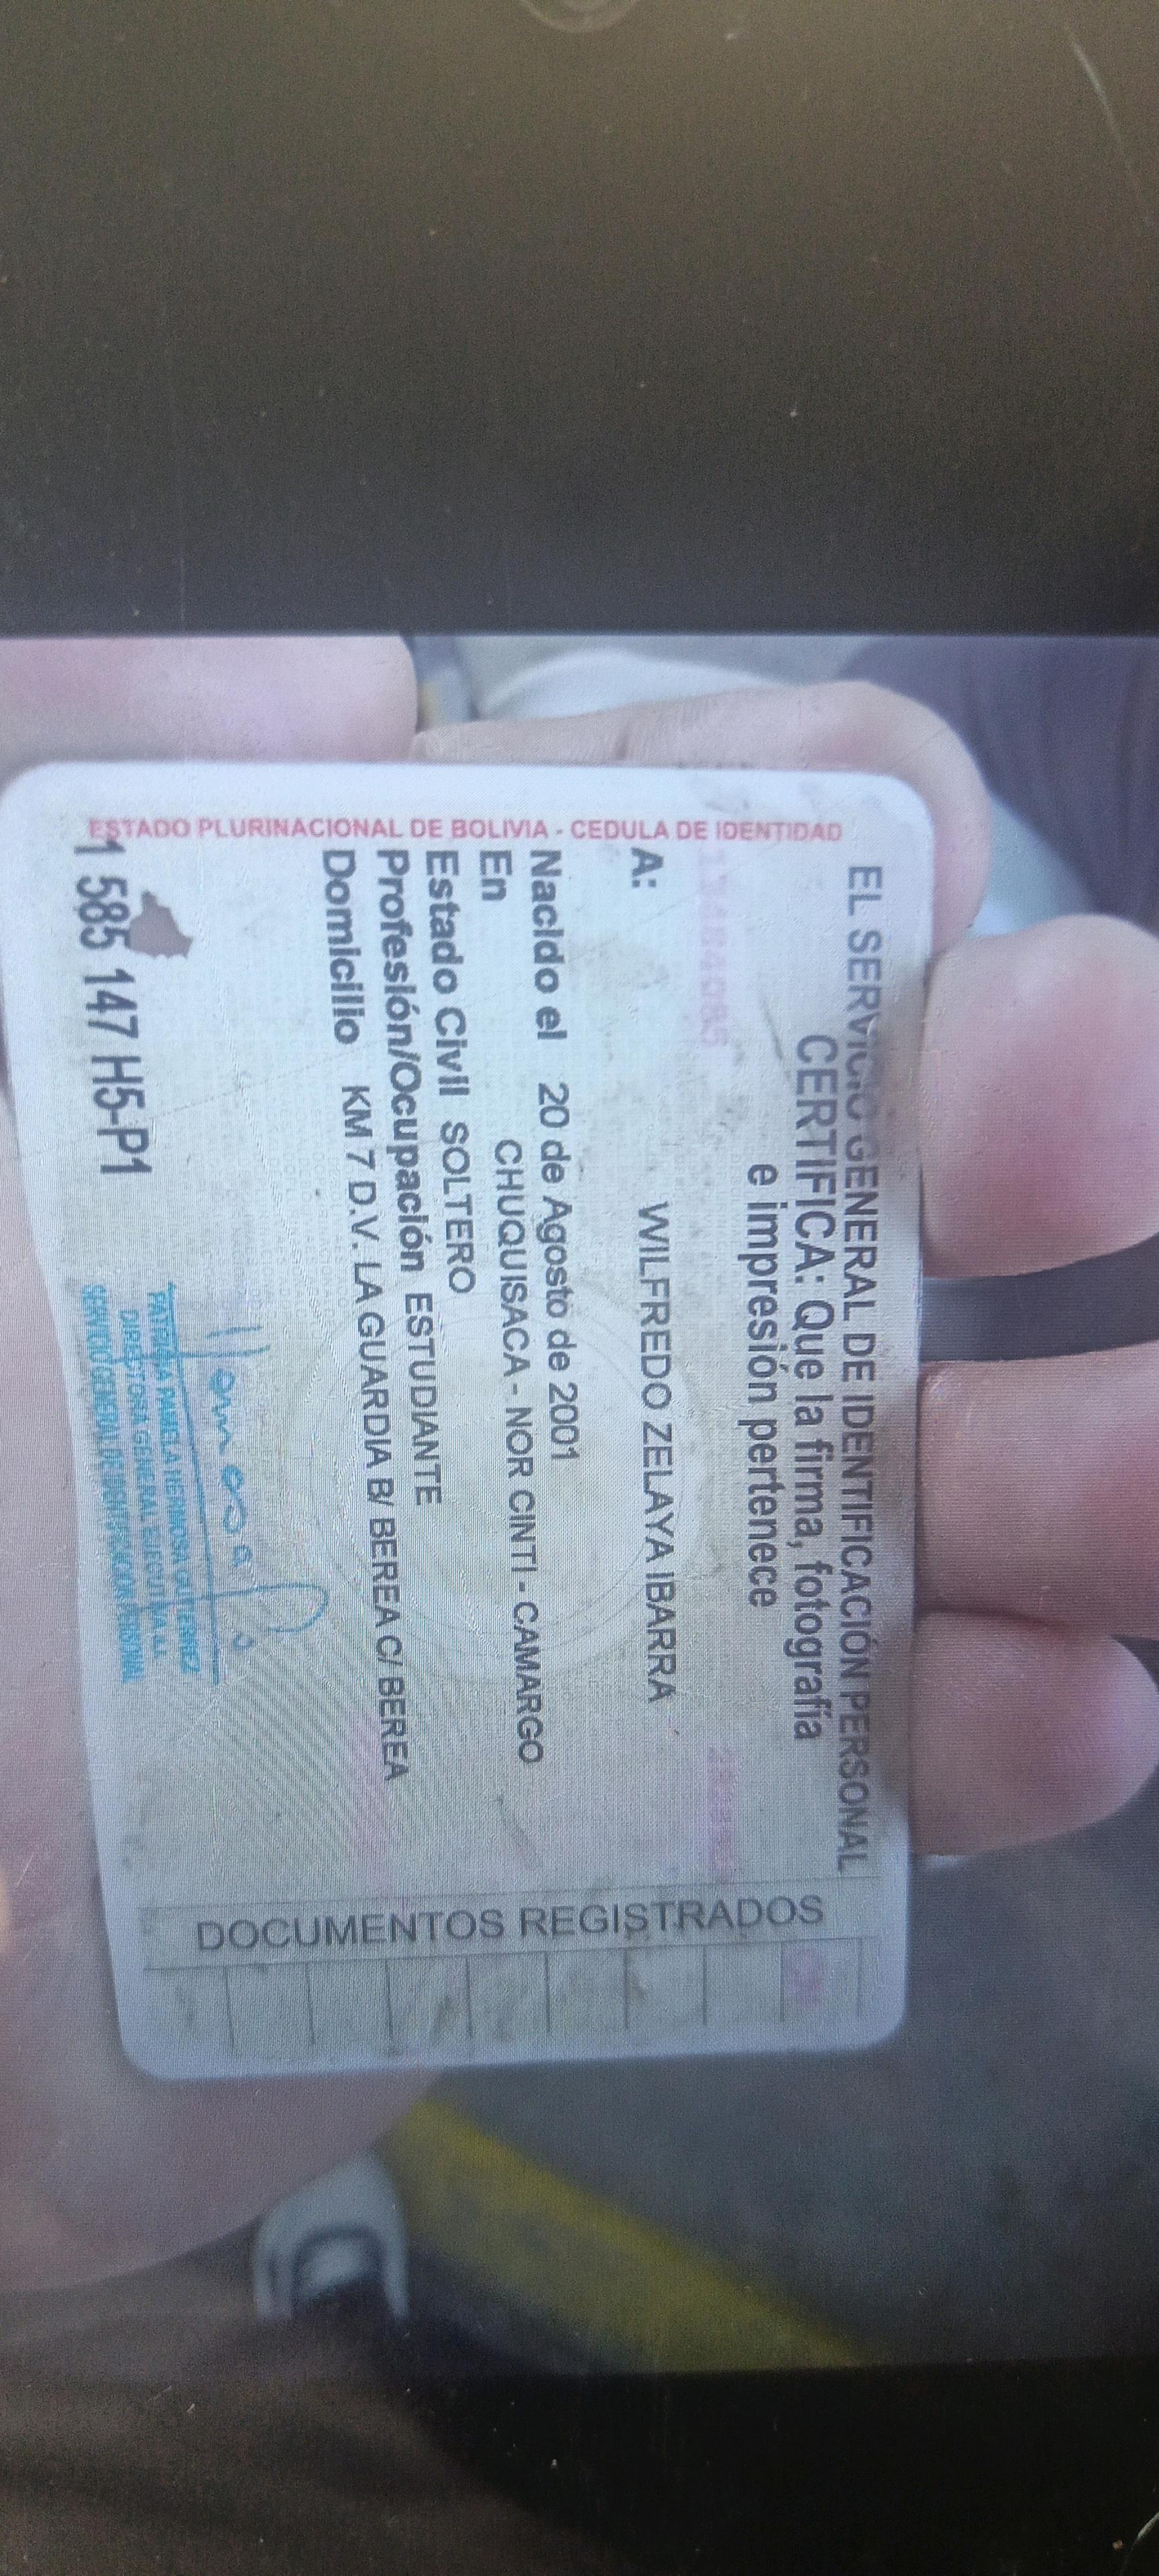 EL SERVICIO GENERAL DE IDENTIFICACIÓN PERSONAL
CERTIFICA: Que la firma, fotografía
e impresión pertenece
A: WILFREDO ZELAYA IBARRA
Nacido el 20 de Agosto de 2001
En CHUQUISACA - NOR CINTI - CAMARGO
Estado Civil SOLTERO
Profesión/Ocupación ESTUDIANTE
Domicilio KM 7 D.V. LA GUARDIA B/ BEREA C/ BEREA
PATRICIA PAMELA HERMOSA GUTIERREZ
DIRECTORA GENERAL EJECUTIVA a.i.
SERVICIO GENERAL DE IDENTIFICACION PERSONAL
1 585 147 H5-P1
ESTADO PLURINACIONAL DE BOLIVIA - CEDULA DE IDENTIDAD
DOCUMENTOS REGISTRADOS